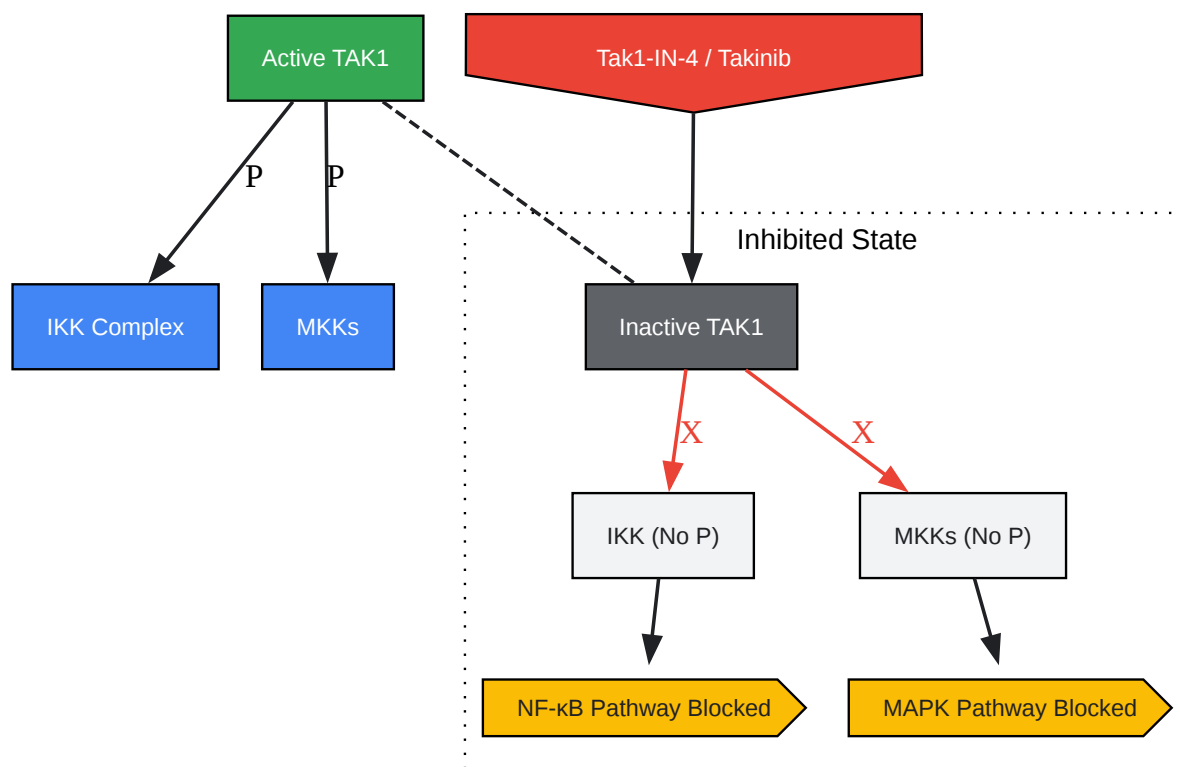 Active TAK1
Tak1-IN-4 / Takinib
P
P
Inhibited State
IKK Complex
MKKs
Inactive TAK1
X
X
IKK (No P)
MKKs (No P)
NF-κB Pathway Blocked
MAPK Pathway Blocked